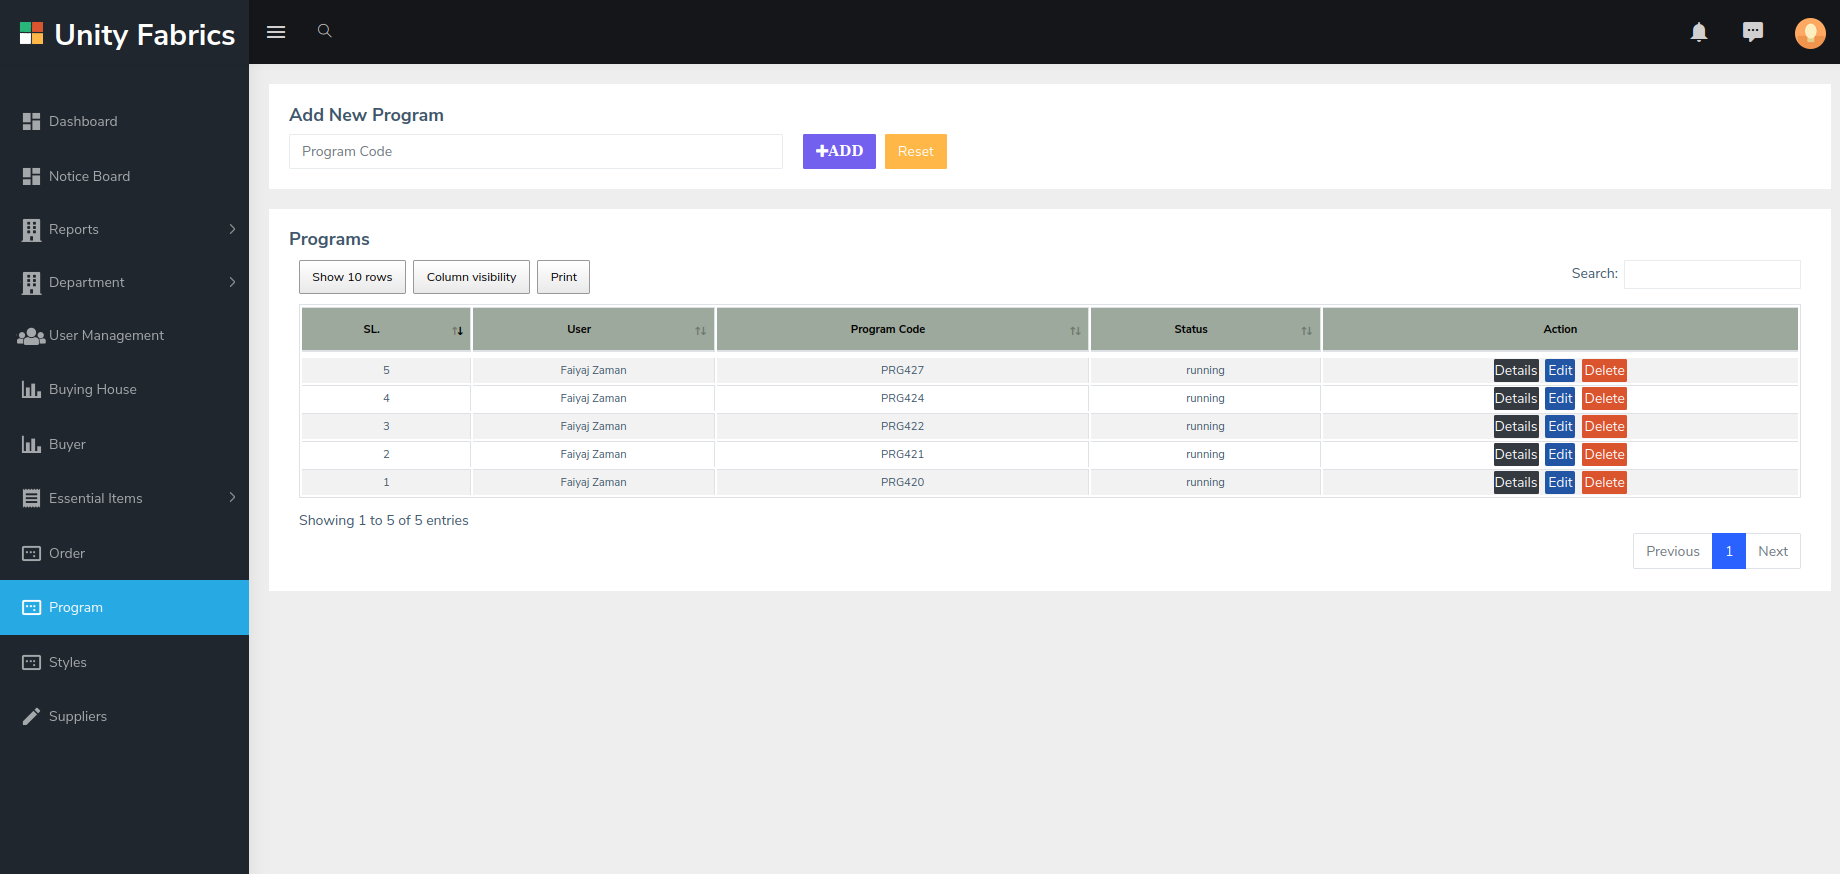 Unity Fabrics
Dashboard
Notice Board
Reports
Department
User Management
Buying House
Buyer
Essential Items
Order
Program
Styles
Suppliers
Add New Program
Program Code
ADD Reset
Programs
Show 10 rows Column visibility Print Search:
SL. User Program Code Status Action
5 Faiyaj Zaman PRG427 running Details Edit Delete
4 Faiyaj Zaman PRG424 running Details Edit Delete
3 Faiyaj Zaman PRG422 running Details Edit Delete
2 Faiyaj Zaman PRG421 running Details Edit Delete
1 Faiyaj Zaman PRG420 running Details Edit Delete
Showing 1 to 5 of 5 entries
Previous 1 Next